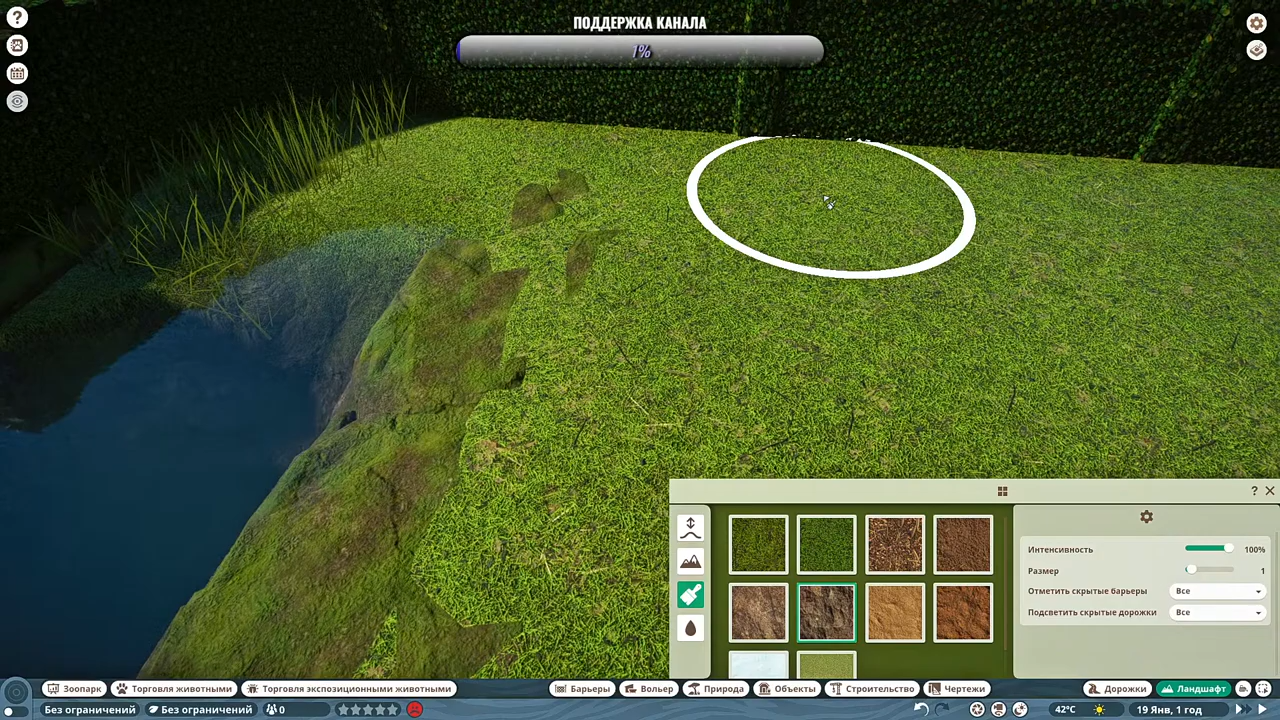 ?
ПОДДЕРЖКА КАНАЛА
1%
? ×
Интенсивность 100%
Размер 1
Отметить скрытые барьеры Все
Подсветить скрытые дорожки Все
Зоопарк Торговля животными Торговля экспозиционными животными Барьеры Вольер Природа Объекты Строительство Чертежи Дорожки Ландшафт
Без ограничений Без ограничений 0 42°C 19 Янв, 1 год